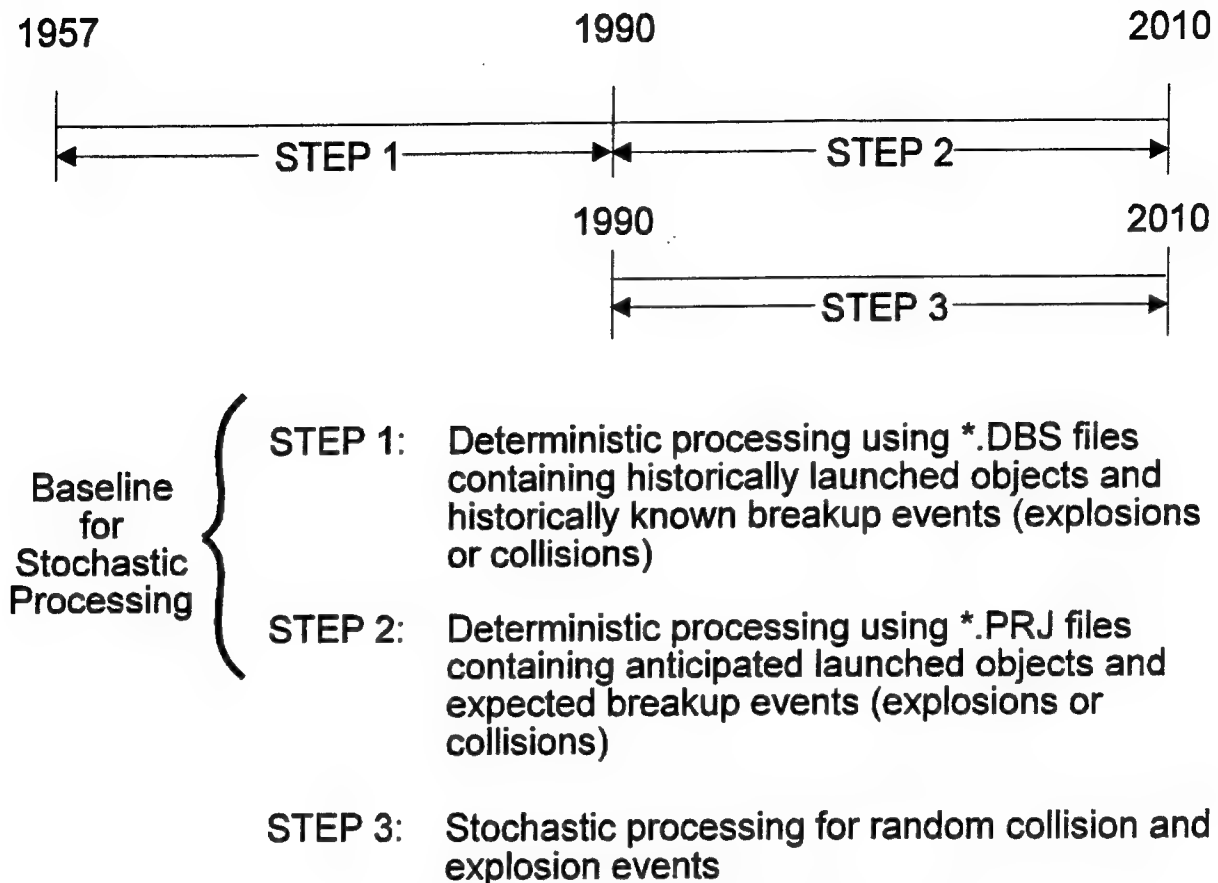 1957 1990 2010
STEP 1 STEP 2
1990 2010
STEP 3
Baseline
for
Stochastic
Processing
STEP 1: Deterministic processing using *.DBS files
containing historically launched objects and
historically known breakup events (explosions
or collisions)
STEP 2: Deterministic processing using *.PRJ files
containing anticipated launched objects and
expected breakup events (explosions or
collisions)
STEP 3: Stochastic processing for random collision and
explosion events